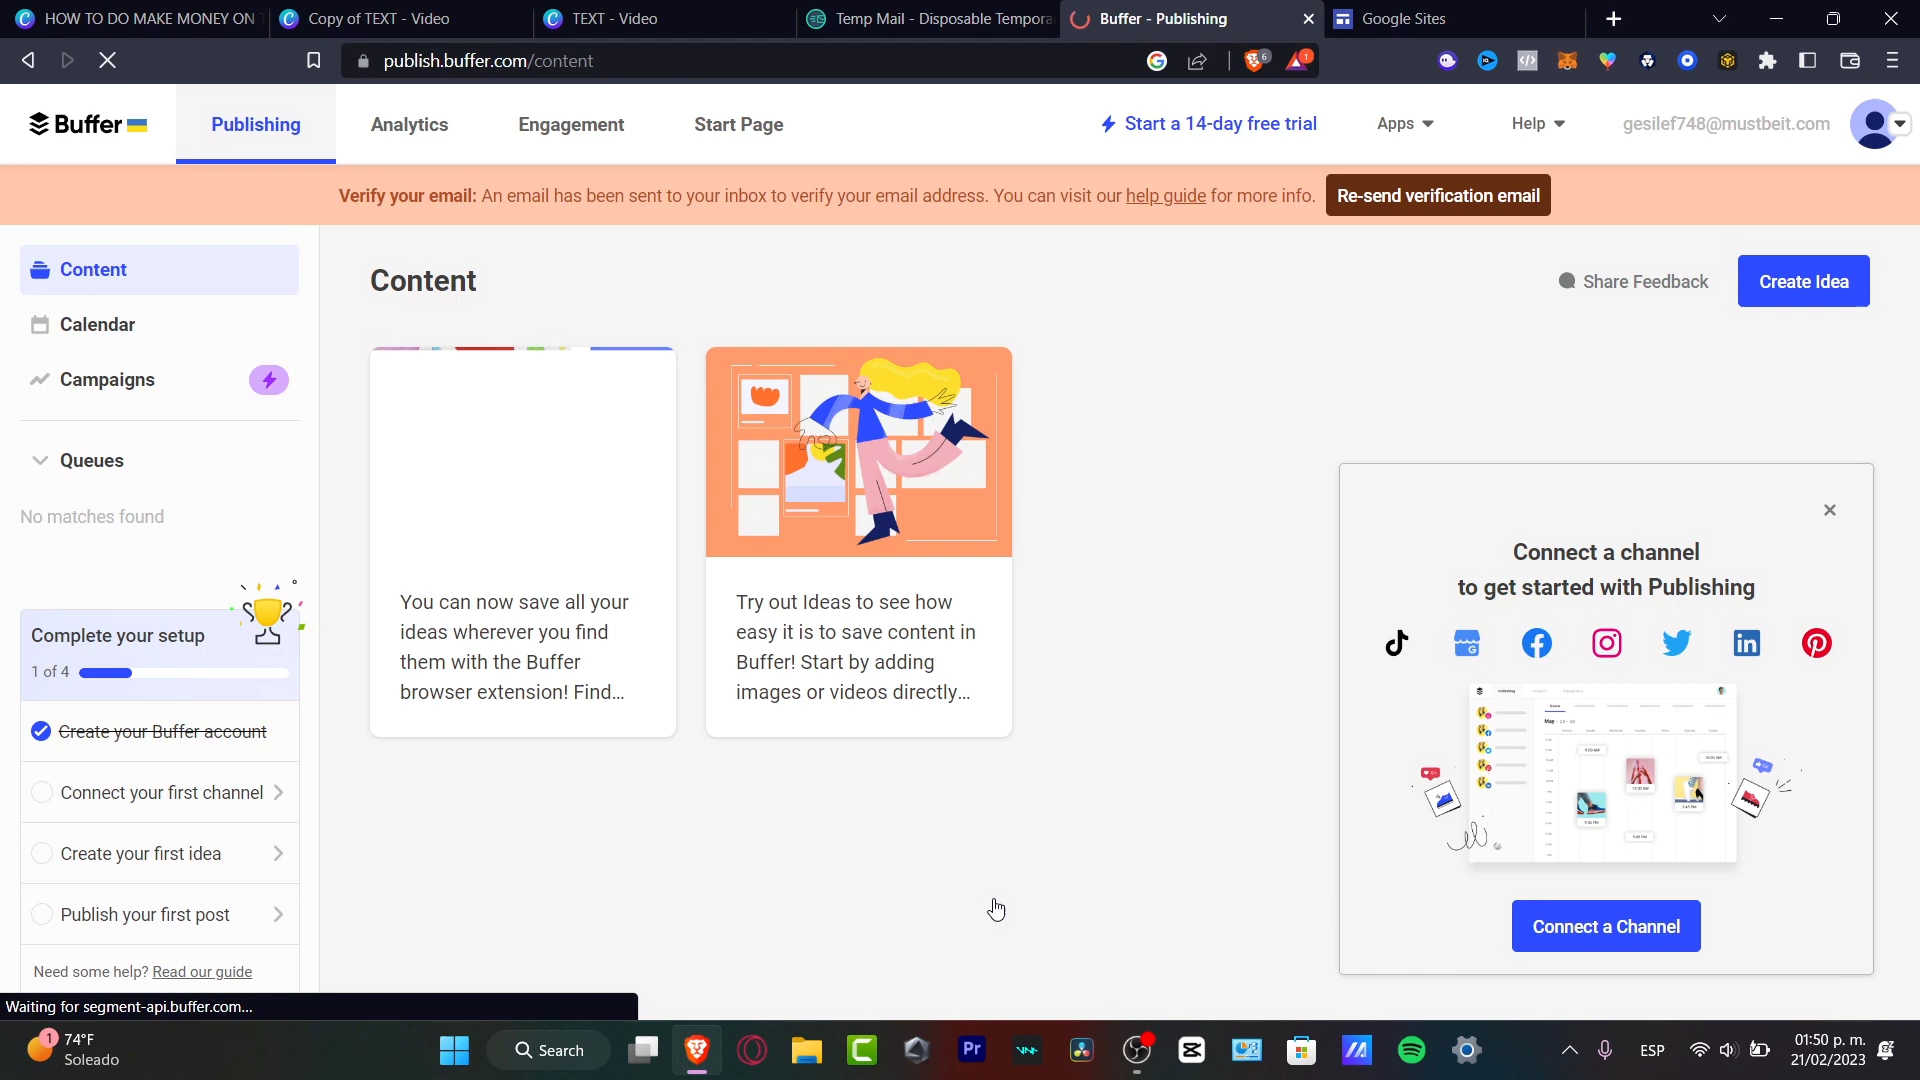 HOW TO DO MAKE MONEY ON
Copy of TEXT - Video
TEXT - Video
Temp Mail - Disposable Tempora
Buffer - Publishing
Google Sites
publish.buffer.com/content
6
1
Buffer
Publishing
Analytics
Engagement
Start Page
Start a 14-day free trial
Apps
Help
gesilef748@mustbeit.com
Verify your email: An email has been sent to your inbox to verify your email address. You can visit our help guide for more info.
Re-send verification email
Content
Calendar
Campaigns
Queues
No matches found
Complete your setup
1 of 4
Create your Buffer account
Connect your first channel
Create your first idea
Publish your first post
Need some help? Read our guide
Content
Share Feedback
Create Idea
You can now save all your
ideas wherever you find
them with the Buffer
browser extension! Find...
Try out Ideas to see how
easy it is to save content in
Buffer! Start by adding
images or videos directly...
Connect a channel
to get started with Publishing
Connect a Channel
Waiting for segment-api.buffer.com...
1
74°F
Soleado
Search
Pr
ESP
01:50 p. m.
21/02/2023